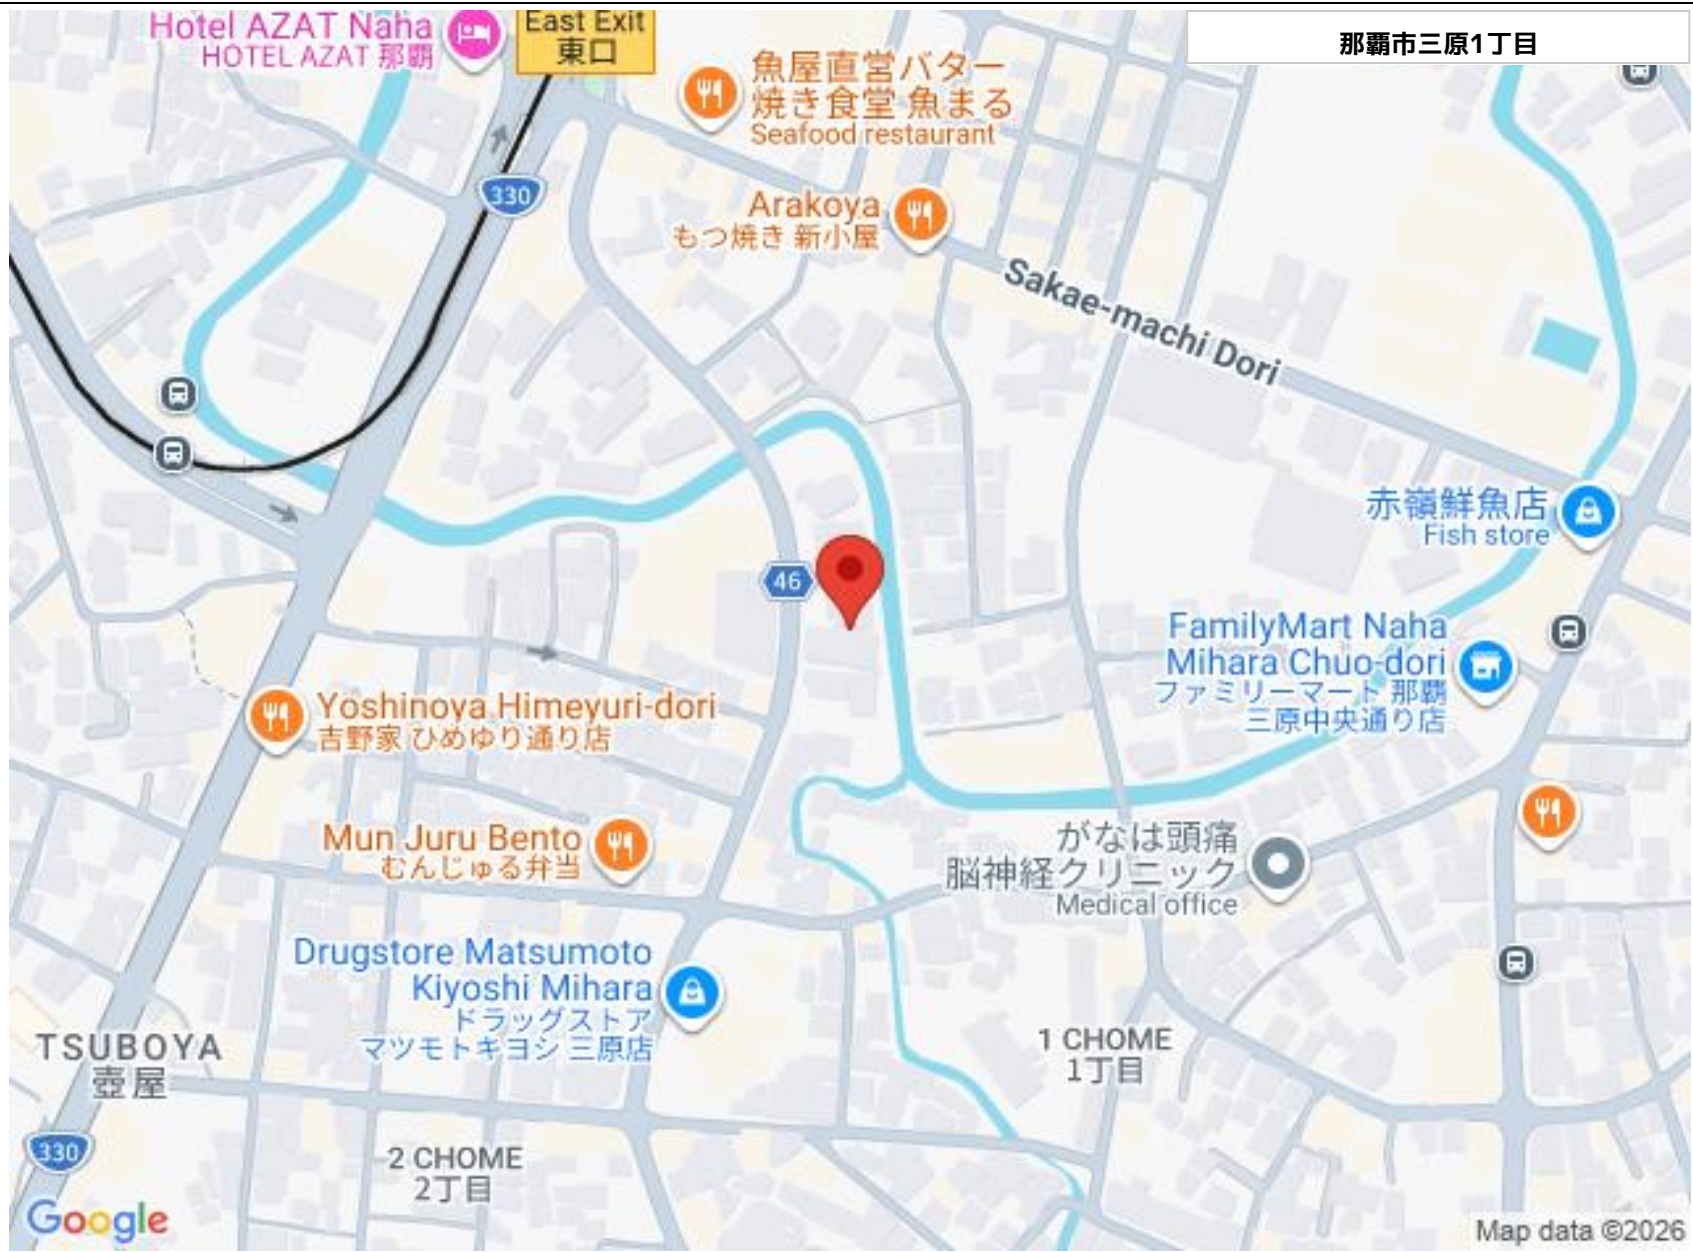 Hotel AZAT Naha
HOTEL AZAT 那覇
East Exit
東口
那覇市三原1丁目
魚屋直営バター
焼き食堂 魚まる
Seafood restaurant
330
Arakoya
もつ焼き 新小屋
Sakae-machi Dori
赤嶺鮮魚店
Fish store
46
FamilyMart Naha
Mihara Chuo-dori
ファミリーマート 那覇
三原中央通り店
Yoshinoya Himeyuri-dori
吉野家 ひめゆり通り店
Mun Juru Bento
むんじゅる弁当
がなは頭痛
脳神経クリニック
Medical office
Drugstore Matsumoto
Kiyoshi Mihara
ドラッグストア
マツモトキヨシ 三原店
TSUBOYA
壺屋
1 CHOME
1丁目
330
2 CHOME
2丁目
Google
Map data ©2026